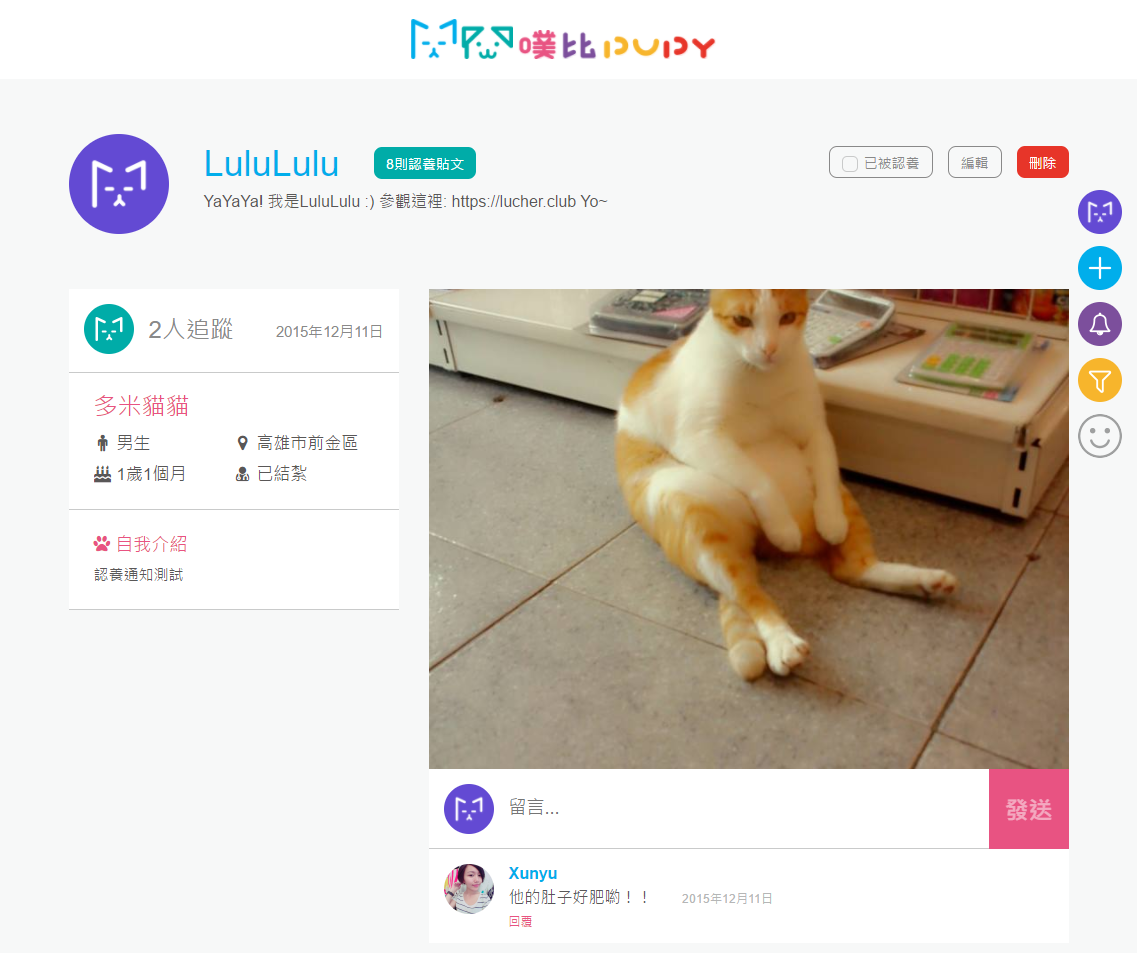 噗比 PUPY
LuluLulu
8則認養貼文
已被認養
編輯
刪除
YaYaYa! 我是LuluLulu :) 參觀這裡: https://lucher.club Yo~
2人追蹤
2015年12月11日
多米貓貓
男生
高雄市前金區
1歲1個月
已結紮
自我介紹
認養通知測試
留言...
發送
Xunyu
他的肚子好肥喲！！
2015年12月11日
回覆